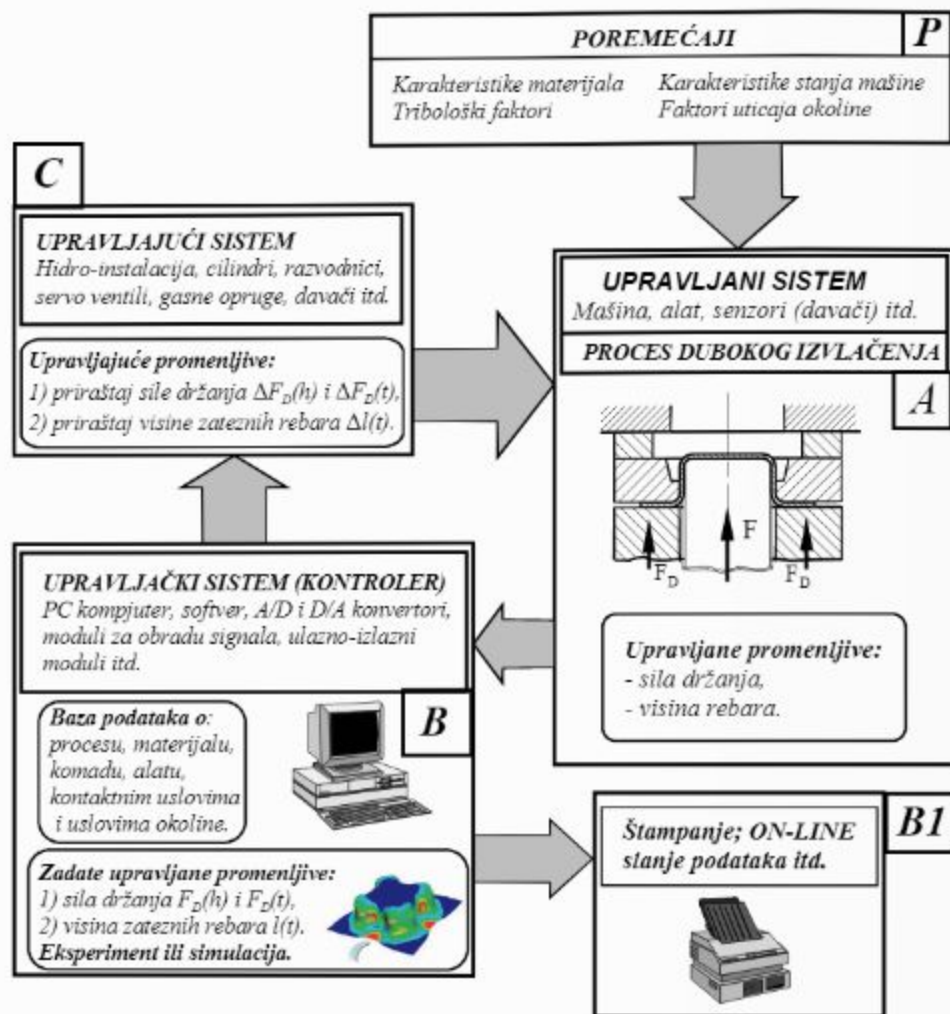 POREMEĆAJI
P
Karakteristike materijala Karakteristike stanja mašine
Tribološki faktori Faktori uticaja okoline
C
UPRAVLJAJUĆI SISTEM
Hidro-instalacija, cilindri, razvodnici,
servo ventili, gasne opruge, davači itd.
Upravljajuće promenljive:
1) priraštaj sile držanja ΔF_D(h) i ΔF_D(t),
2) priraštaj visine zateznih rebara Δl(t).
UPRAVLJANI SISTEM
Mašina, alat, senzori (davači) itd.
PROCES DUBOKOG IZVLAČENJA
A
F
F_D
F_D
Upravljane promenljive:
- sila držanja,
- visina rebara.
UPRAVLJAČKI SISTEM (KONTROLER)
PC kompjuter, softver, A/D i D/A konvertori,
moduli za obradu signala, ulazno-izlazni
moduli itd.
B
Baza podataka o:
procesu, materijalu,
komadu, alatu,
kontaktnim uslovima
i uslovima okoline.
Zadate upravljane promenljive:
1) sila držanja F_D(h) i F_D(t),
2) visina zateznih rebara l(t).
Eksperiment ili simulacija.
B1
Štampanje; ON-LINE
slanje podataka itd.